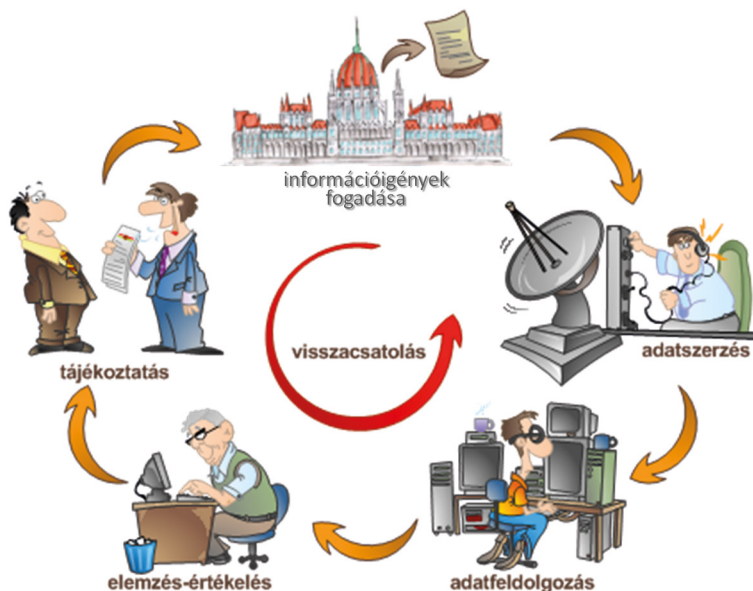 információigények
fogadása
visszacsatolás
tájékoztatás
adatszerzés
elemzés-értékelés
adatfeldolgozás